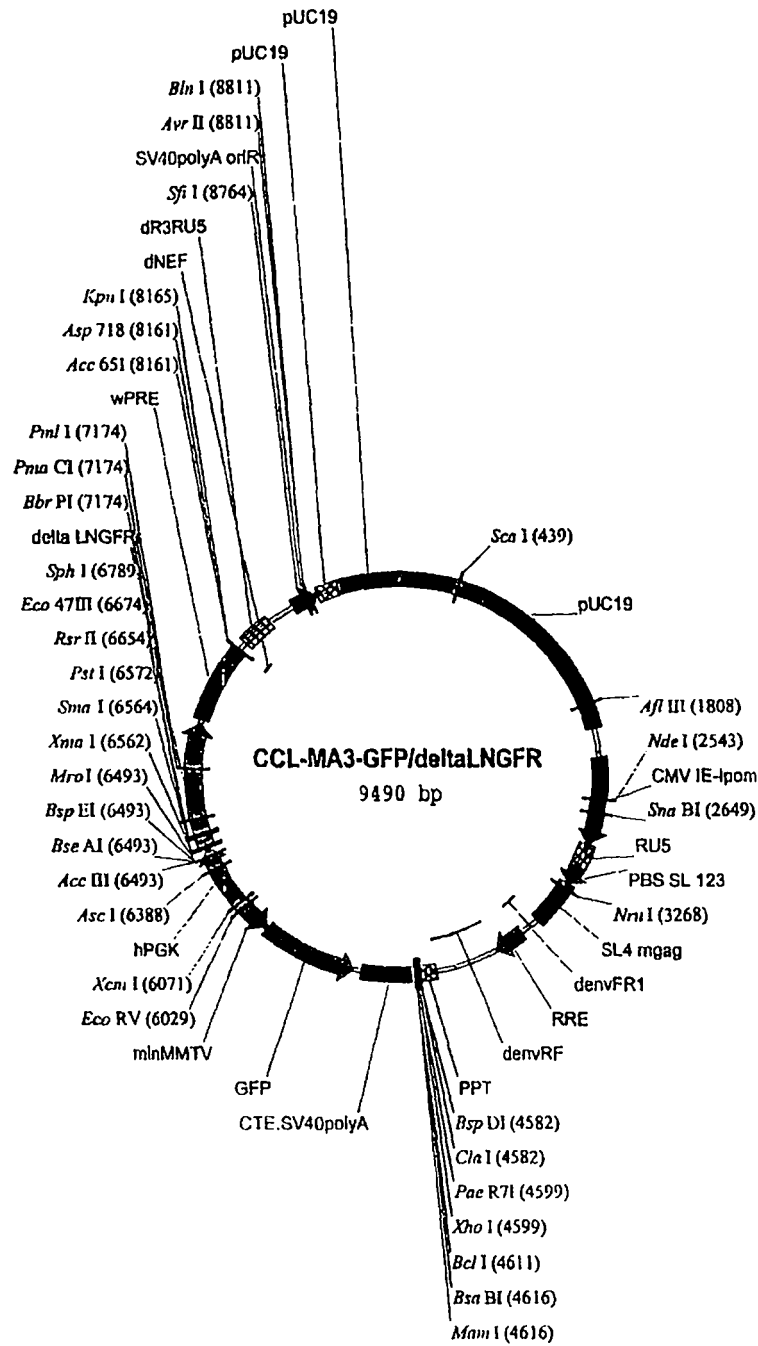 pUC19
pUC19
Bln I (8811)
Avr II (8811)
SV40polyA oriR
Sfi I (8764)
dR3RU5
dNEF
Kpn I (8165)
Asp 718 (8161)
Acc 65I (8161)
wPRE
Pml I (7174)
Pma CI (7174)
Bbr PI (7174)
delta LNGFR
Sph I (6789)
Eco 47III (6674)
Rsr II (6654)
Pst I (6572)
Sma I (6564)
Xma I (6562)
Mro I (6493)
Bsp EI (6493)
Bse AI (6493)
Acc III (6493)
Asc I (6388)
hPGK
Xcm I (6071)
Eco RV (6029)
mInMMTV
GFP
CTE.SV40polyA
Sca I (439)
pUC19
Afl III (1808)
Nde I (2543)
CMV IE-Ipom
Sna BI (2649)
RU5
PBS SL 123
Nru I (3268)
SL4 mgag
denvFR1
RRE
denvRF
PPT
Bsp DI (4582)
Cla I (4582)
Pae R7I (4599)
Xho I (4599)
Bcl I (4611)
Bsa BI (4616)
Mam I (4616)
CCL-MA3-GFP/deltaLNGFR
9490 bp